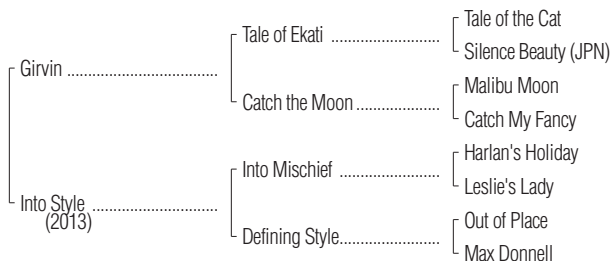 Tale of the Cat
Tale of Ekati
Silence Beauty (JPN)
Girvin
Malibu Moon
Catch the Moon
Catch My Fancy
Harlan's Holiday
Into Mischief
Leslie's Lady
Into Style
(2013)
Out of Place
Defining Style
Max Donnell